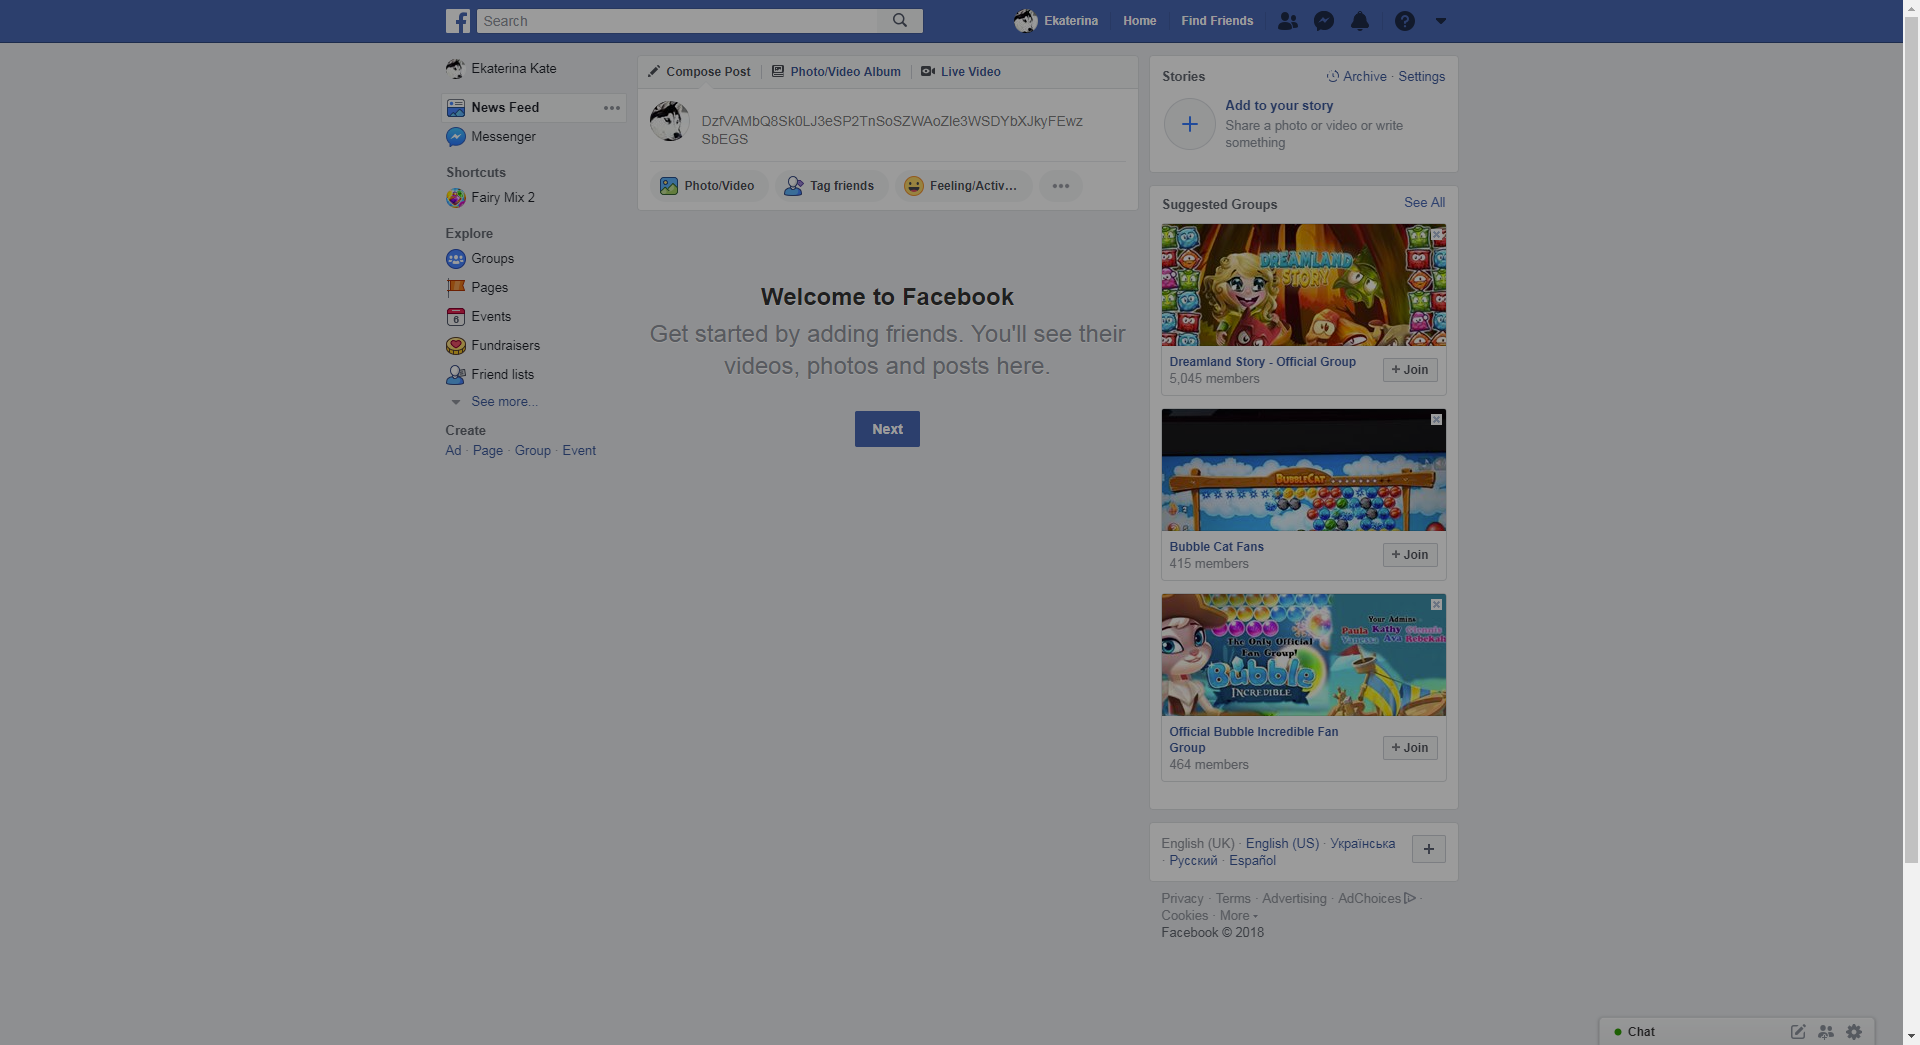 Search
Ekaterina
Home
Find Friends
Ekaterina Kate
News Feed
Messenger
Shortcuts
Fairy Mix 2
Explore
Groups
Pages
6
Events
Fundraisers
Friend lists
See more...
Create
Ad · Page · Group · Event
Compose Post
Photo/Video Album
Live Video
DzfVAMbQ8Sk0LJ3eSP2TnSoSZWAoZIe3WSDYbXJkyFEwz
SbEGS
Photo/Video
Tag friends
Feeling/Activ...
Welcome to Facebook
Get started by adding friends. You'll see their
videos, photos and posts here.
Next
Stories
Archive · Settings
Add to your story
Share a photo or video or write
something
Suggested Groups
See All
DREAMLAND
STORY
Dreamland Story - Official Group
5,045 members
+ Join
BUBBLECAT
Bubble Cat Fans
415 members
+ Join
The Only Official
Fan Group!
Bubble
INCREDIBLE
Your Admins
Paula Kathy Glennis
Vanessa Ava Rebekah
Official Bubble Incredible Fan
Group
464 members
+ Join
English (UK) · English (US) · Українська
· Русский · Español
+
Privacy · Terms · Advertising · AdChoices ·
Cookies · More
Facebook © 2018
Chat